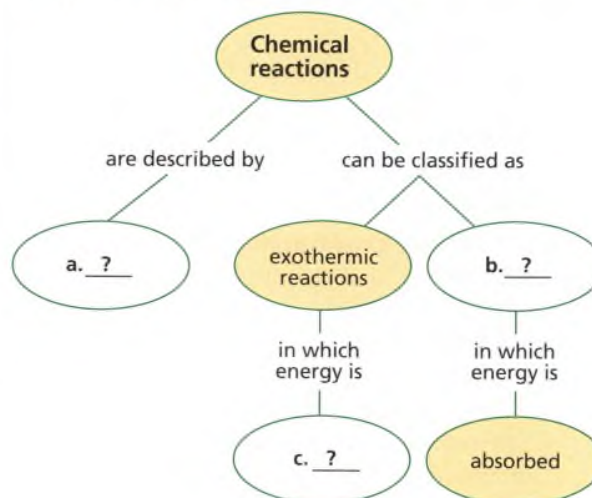 Chemical
reactions
are described by
can be classified as
a. ?
exothermic
reactions
b. ?
in which
energy is
in which
energy is
c. ?
absorbed